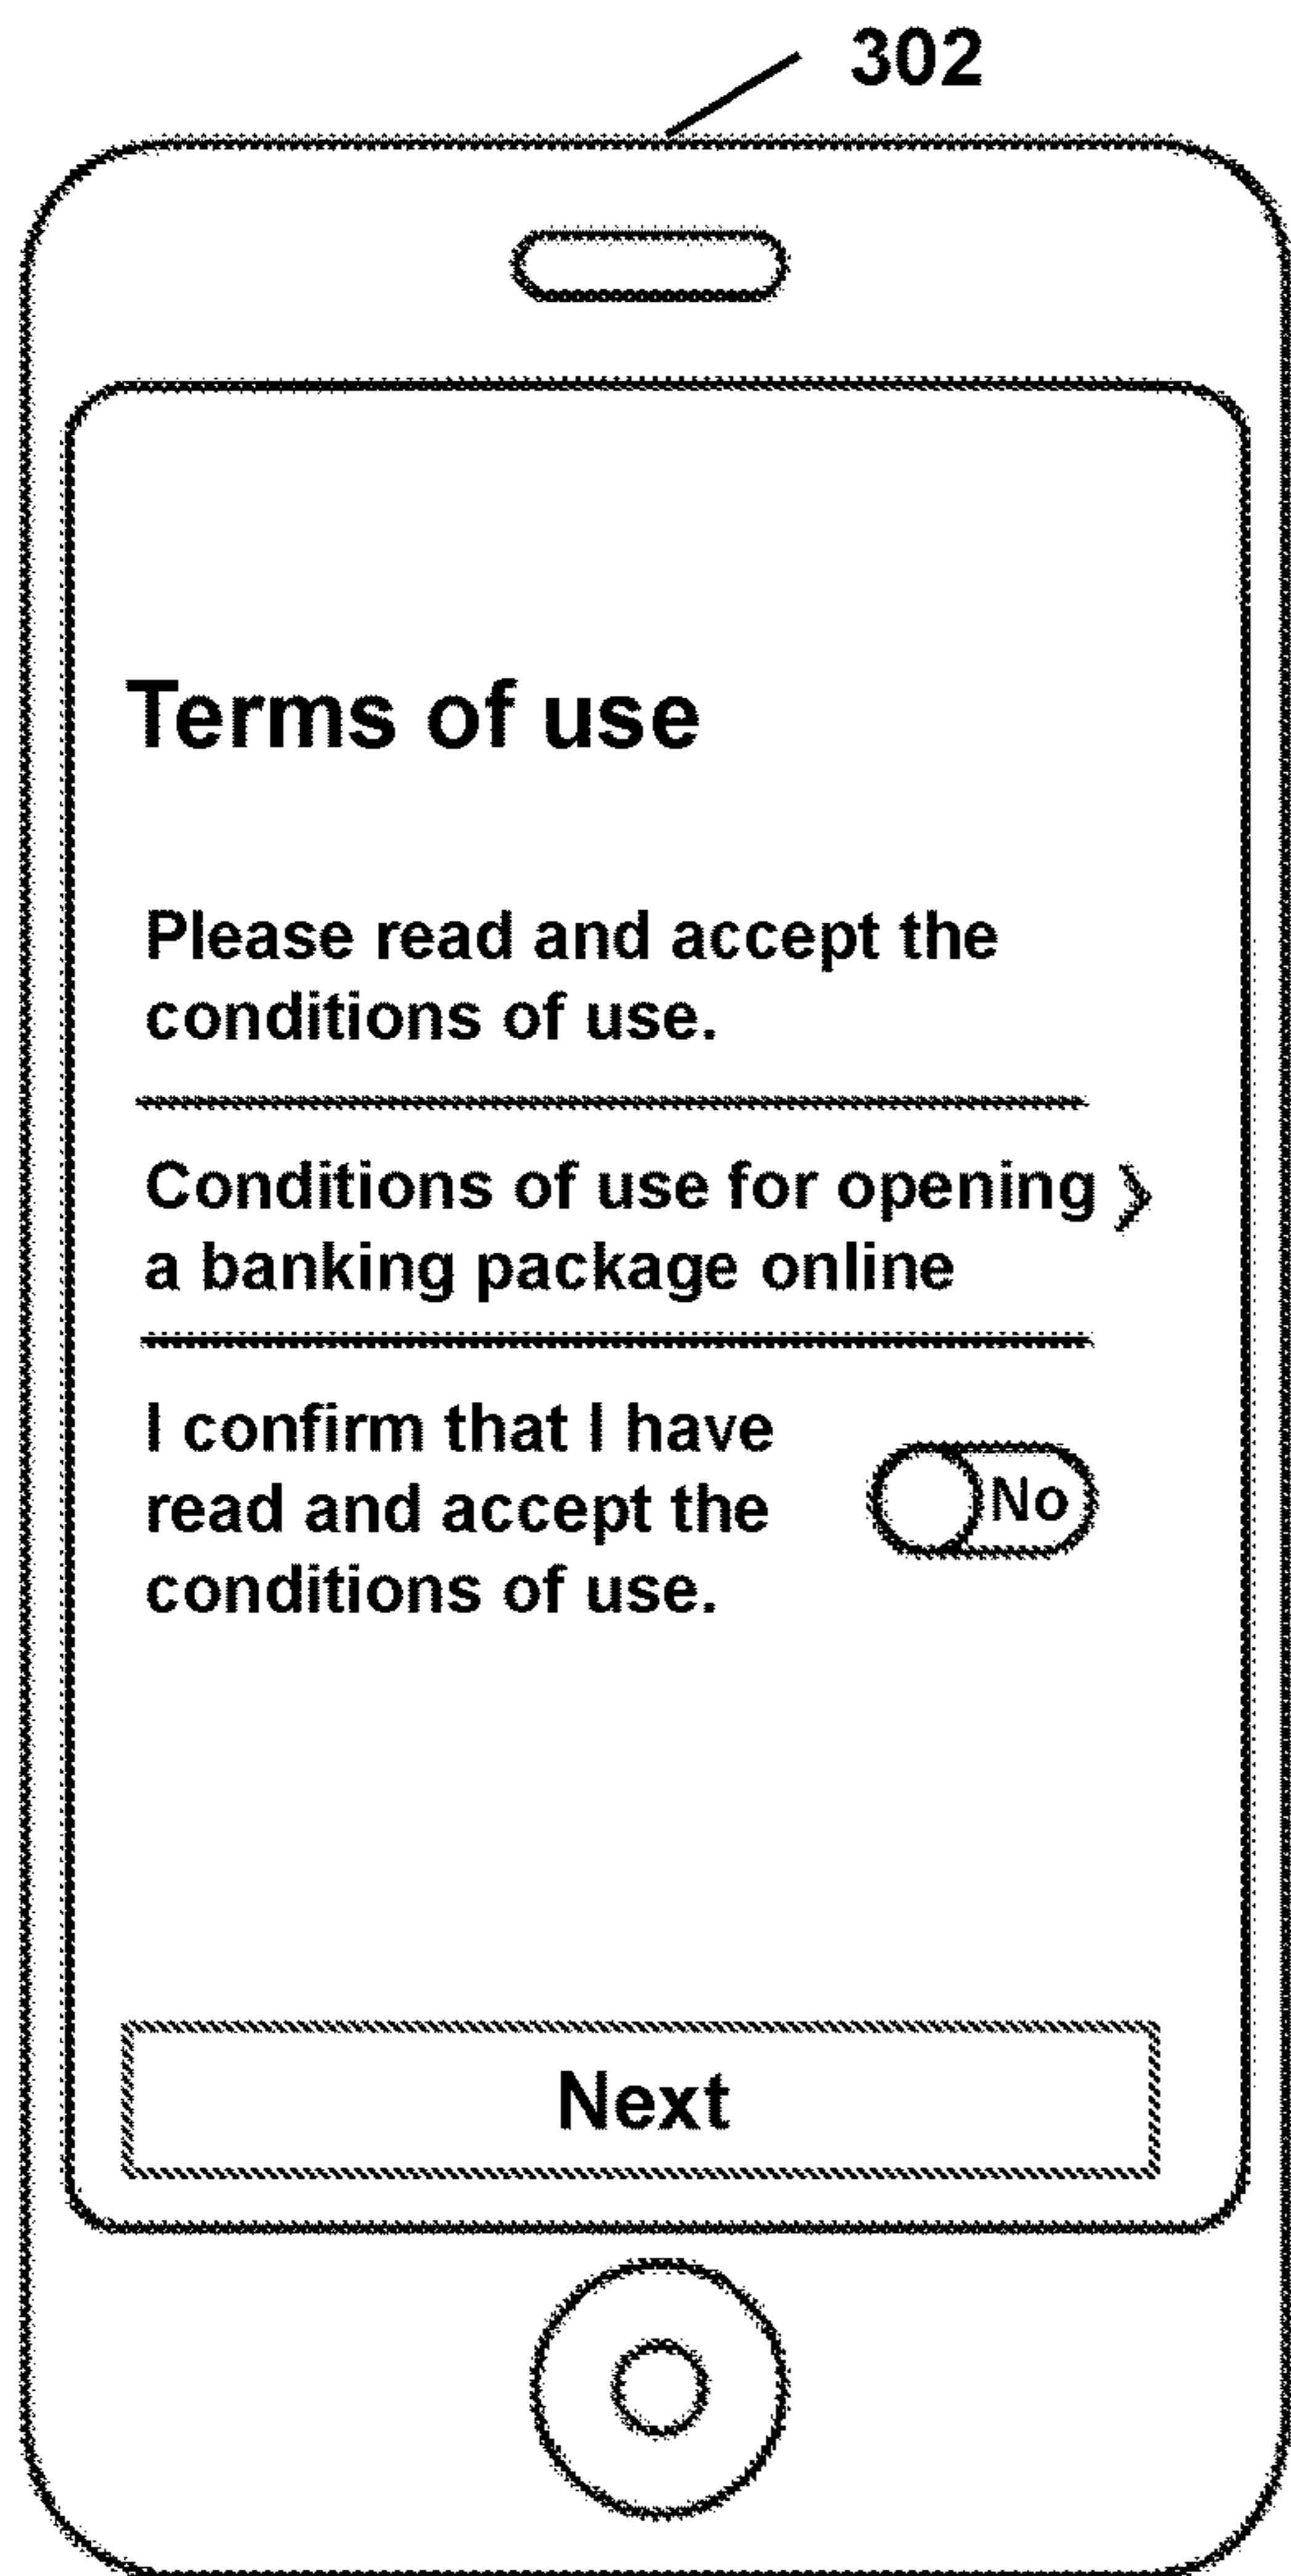 302
Terms of use
Please read and accept the
conditions of use.
Conditions of use for opening
a banking package online
I confirm that I have
read and accept the
conditions of use.
No
Next